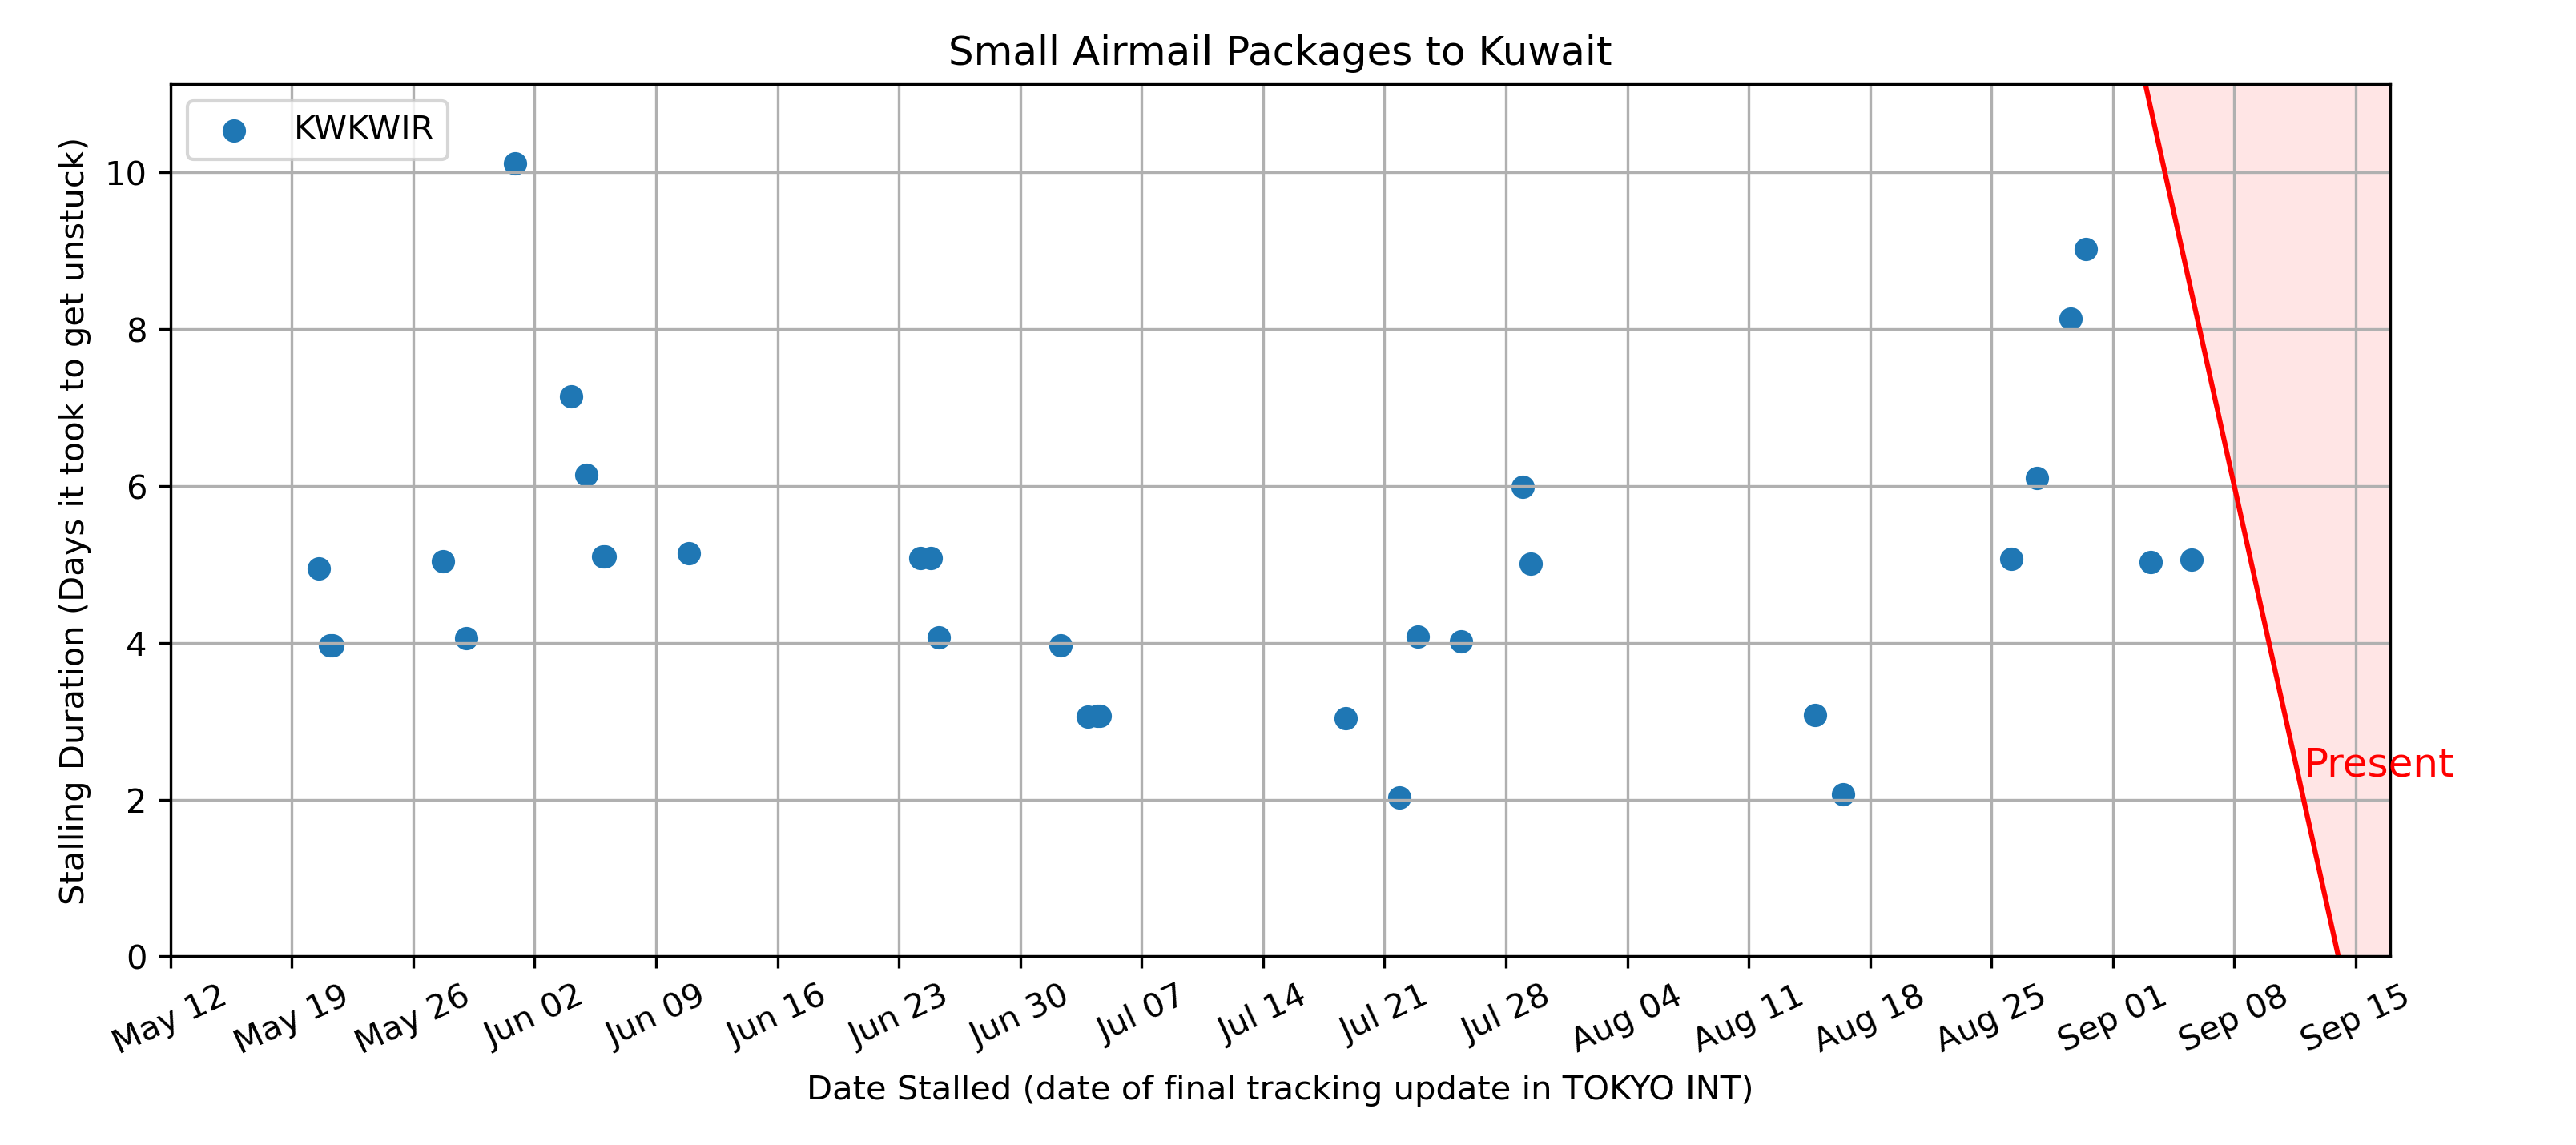 Small Airmail Packages to Kuwait
KWKWIR
Stalling Duration (Days it took to get unstuck)
10
8
6
4
2
0
Present
May 12
May 19
May 26
Jun 02
Jun 09
Jun 16
Jun 23
Jun 30
Jul 07
Jul 14
Jul 21
Jul 28
Aug 04
Aug 11
Aug 18
Aug 25
Sep 01
Sep 08
Sep 15
Date Stalled (date of final tracking update in TOKYO INT)